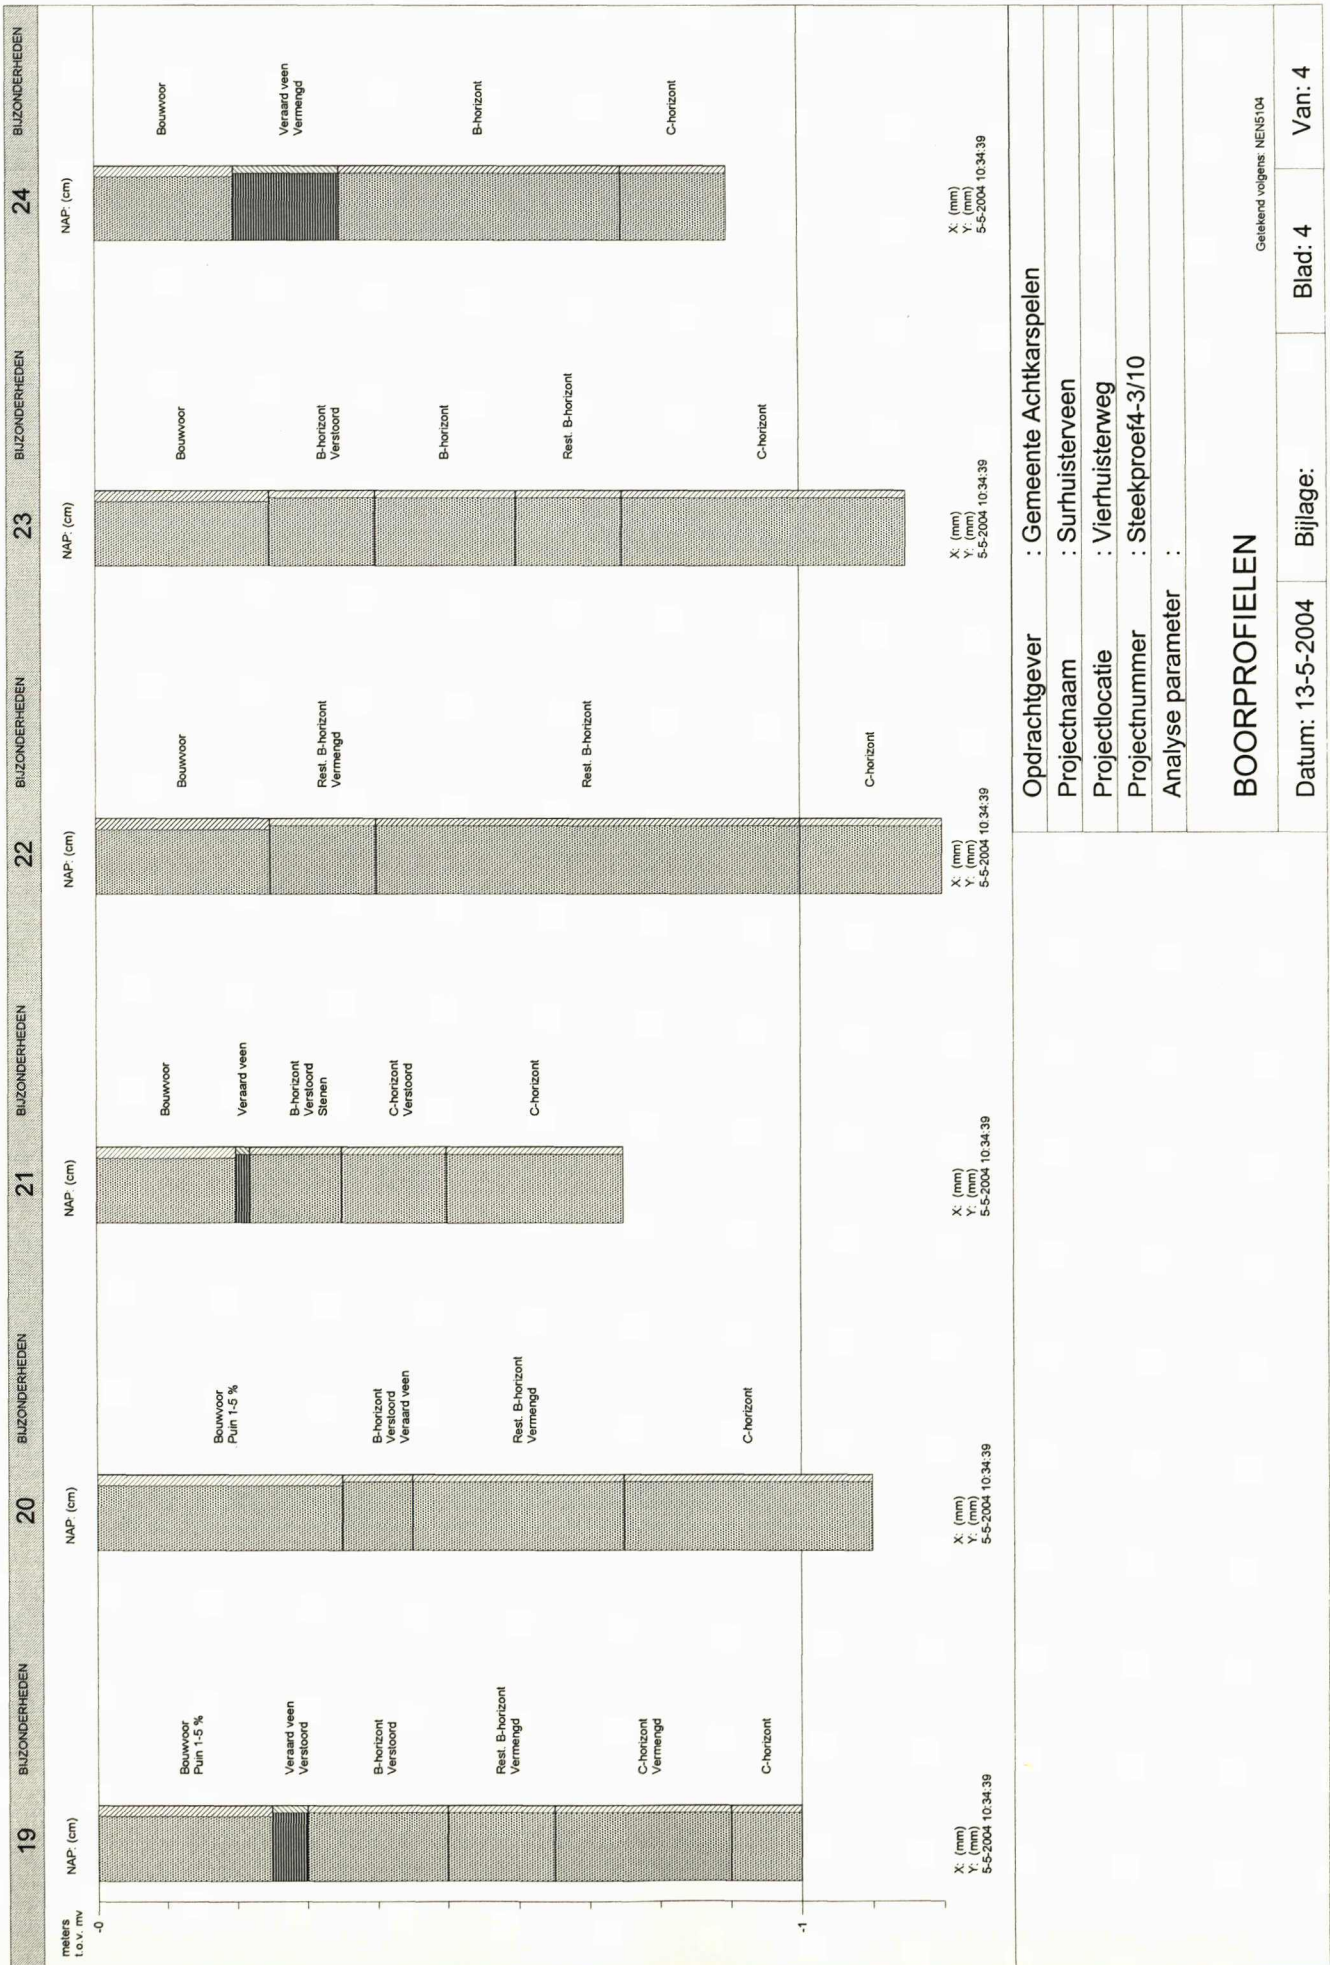 19
BIJZONDERHEDEN
20
BIJZONDERHEDEN
21
BIJZONDERHEDEN
22
BIJZONDERHEDEN
23
BIJZONDERHEDEN
24
BIJZONDERHEDEN
meters
t.o.v. mv
-0
-1
NAP: (cm)
Bouwvoor
Puin 1-5 %
Veraard veen
Verstoord
B-horizont
Verstoord
Rest. B-horizont
Vermengd
C-horizont
Vermengd
C-horizont
X: (mm)
Y: (mm)
5-5-2004 10:34:39
NAP: (cm)
Bouwvoor
Puin 1-5 %
B-horizont
Verstoord
Veraard veen
Rest. B-horizont
Vermengd
C-horizont
X: (mm)
Y: (mm)
5-5-2004 10:34:39
NAP: (cm)
Bouwvoor
Veraard veen
B-horizont
Verstoord
Stenen
C-horizont
Verstoord
C-horizont
X: (mm)
Y: (mm)
5-5-2004 10:34:39
NAP: (cm)
Bouwvoor
Rest. B-horizont
Vermengd
Rest. B-horizont
C-horizont
X: (mm)
Y: (mm)
5-5-2004 10:34:39
NAP: (cm)
Bouwvoor
B-horizont
Verstoord
B-horizont
Rest. B-horizont
C-horizont
X: (mm)
Y: (mm)
5-5-2004 10:34:39
NAP: (cm)
Bouwvoor
Veraard veen
Vermengd
B-horizont
C-horizont
X: (mm)
Y: (mm)
5-5-2004 10:34:39
Opdrachtgever : Gemeente Achtkarspelen
Projectnaam : Surhuisterveen
Projectlocatie : Vierhuisterweg
Projectnummer : Steekproef4-3/10
Analyse parameter :
BOORPROFIELEN
Getekend volgens: NEN5104
Datum: 13-5-2004 Bijlage: Blad: 4 Van: 4